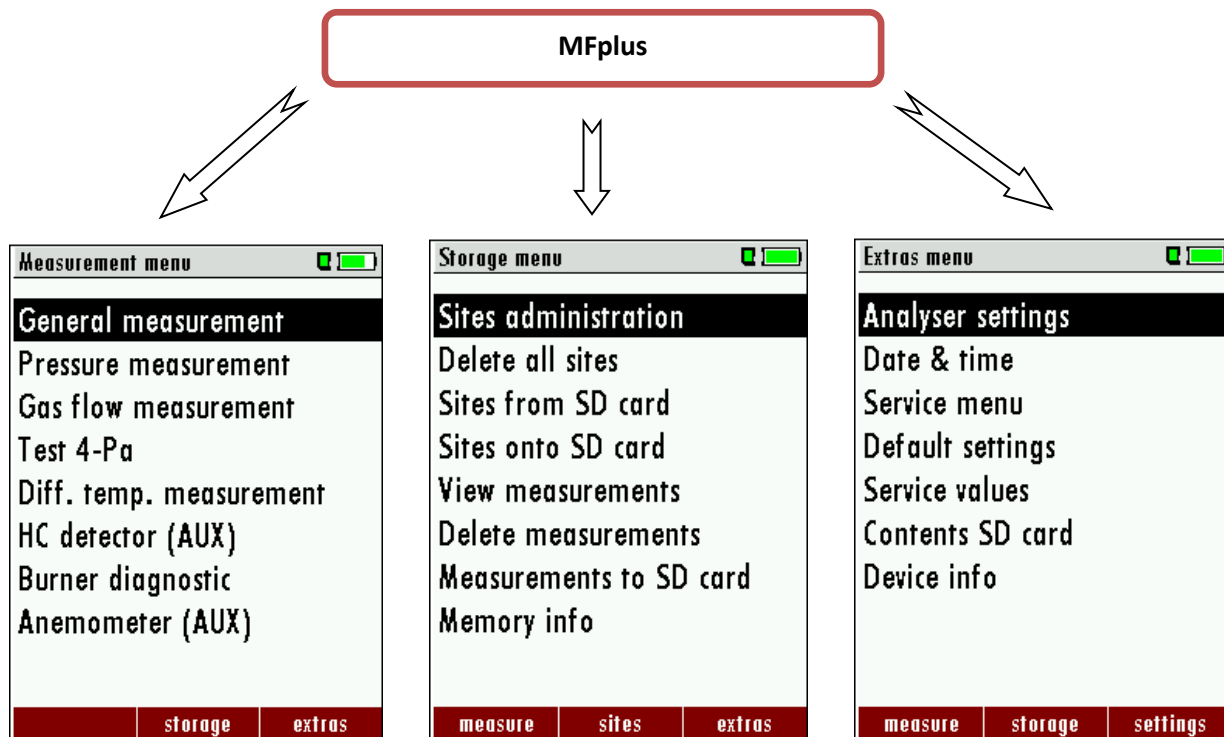 MFplus
Measurement menu
General measurement
Pressure measurement
Gas flow measurement
Test 4-Pa
Diff. temp. measurement
HC detector (AUX)
Burner diagnostic
Anemometer (AUX)
storage extras
Storage menu
Sites administration
Delete all sites
Sites from SD card
Sites onto SD card
View measurements
Delete measurements
Measurements to SD card
Memory info
measure sites extras
Extras menu
Analyser settings
Date & time
Service menu
Default settings
Service values
Contents SD card
Device info
measure storage settings